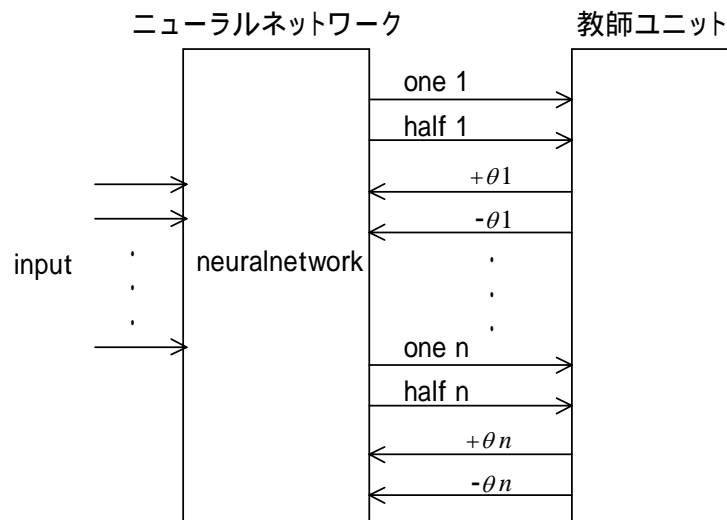 ニューラルネットワーク
教師ユニット
one 1
half 1
+θ1
-θ1
input
neuralnetwork
one n
half n
+θn
-θn